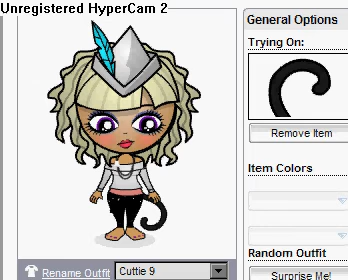 Unregistered HyperCam 2
General Options
Trying On:
Remove Item
Item Colors
Random Outfit
Rename Outfit
Cuttie 9
Surprise Me!